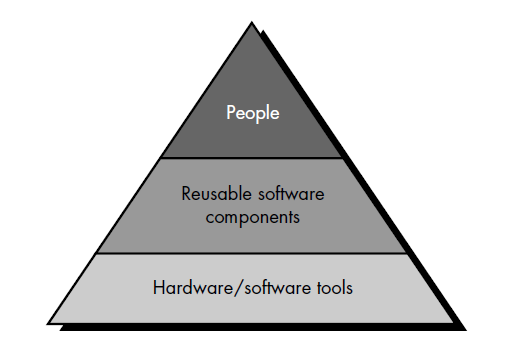 People
Reusable software
components
Hardware/software tools